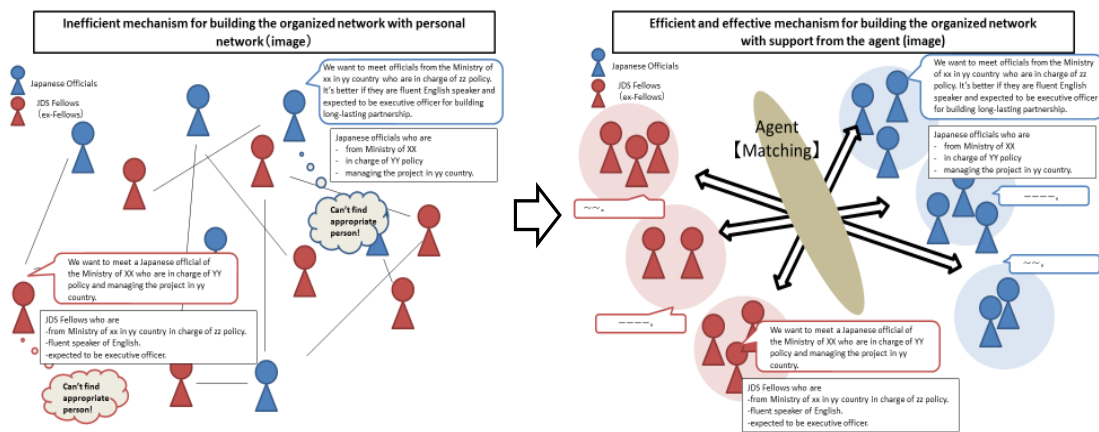 Inefficient mechanism for building the organized network with personal
network(image)
Japanese Officials
JDS Fellows
(ex-Fellows)
We want to meet officials from the Ministry of
xx in yy country who are in charge of zz
policy. It's better if they are fluent English
speaker and expected to be executive officer for
building long-lasting partnership.
Japanese officials who are
- from Ministry of XX
- in charge of YY policy
- managing the project in yy country.
Can't find
appropriate
person!
We want to meet a Japanese official of
the Ministry of XX who are in charge of YY
policy and managing the project in yy
country.
JDS Fellows who are
-from Ministry of xx in yy country in charge of zz policy.
-fluent speaker of English.
-expected to be executive officer.
Can't find
appropriate
person!
Efficient and effective mechanism for building the organized network
with support from the agent (image)
Japanese Officials
JDS Fellows
(ex-Fellows)
Agent
【Matching】
We want to meet officials from the Ministry of
xx in yy country who are in charge of zz
policy. It's better if they are fluent English
speaker and expected to be executive officer
for building long-lasting partnership.
Japanese officials who are
- from Ministry of XX
- in charge of YY policy
- managing the project in yy country.
~~.
————.
~~.
————.
We want to meet a Japanese official of
the Ministry of XX who are in charge of YY
policy and managing the project in yy
country.
JDS Fellows who are
-from Ministry of xx in yy country in charge of zz policy.
-fluent speaker of English.
-expected to be executive officer.